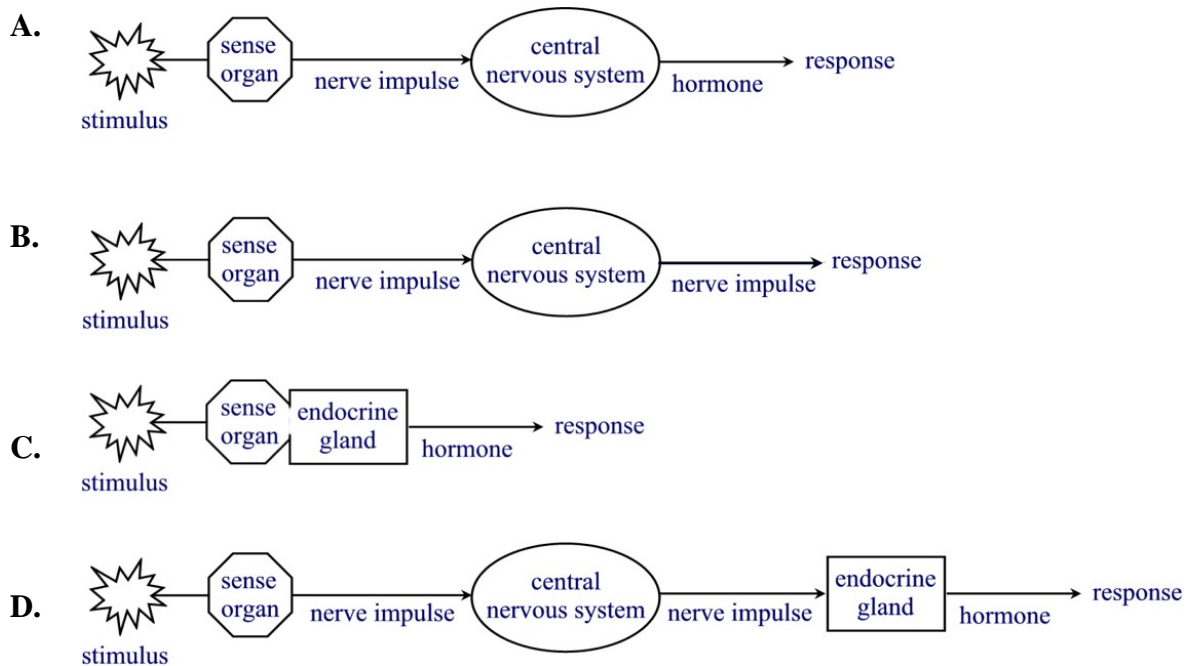 A.
sense
organ
central
nervous system
nerve impulse
hormone
response
stimulus
B.
sense
organ
central
nervous system
nerve impulse
nerve impulse
response
stimulus
C.
sense
organ
endocrine
gland
hormone
response
stimulus
D.
sense
organ
central
nervous system
endocrine
gland
nerve impulse
nerve impulse
hormone
response
stimulus